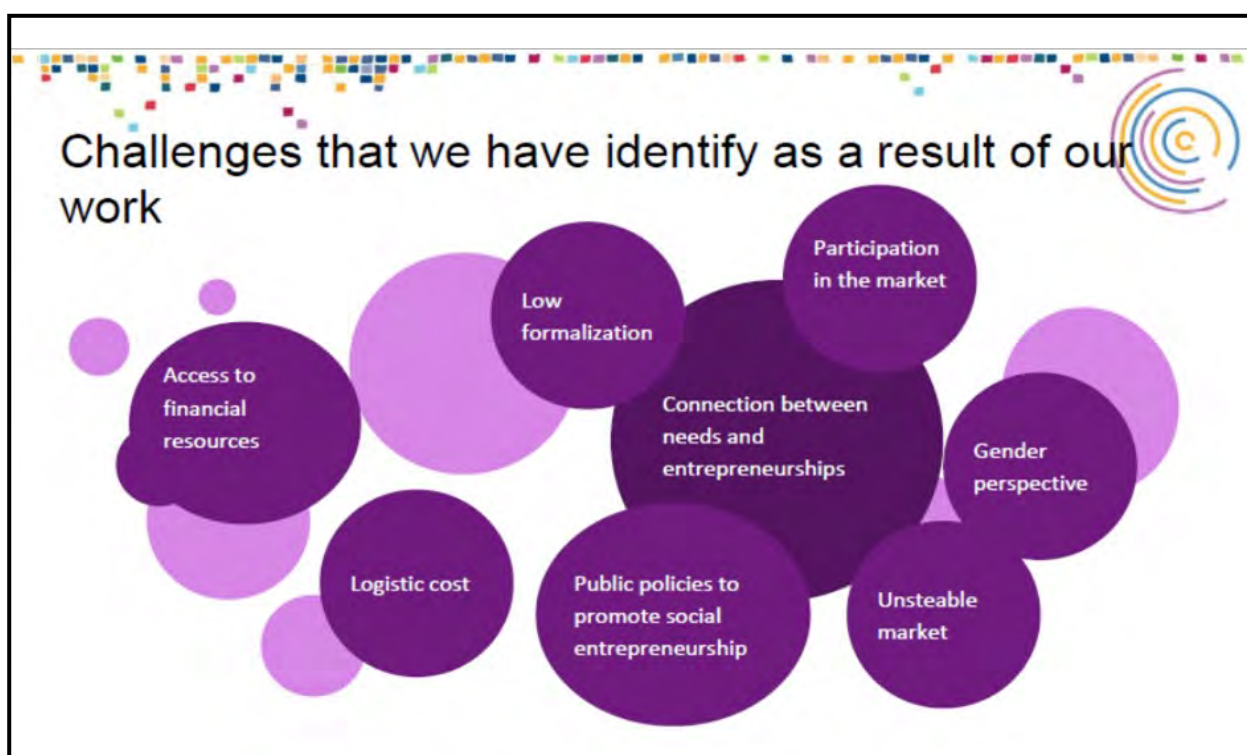 Challenges that we have identify as a result of our
work
Participation
in the market
Low
formalization
Access to
financial
resources
Connection between
needs and
entrepreneurships
Gender
perspective
Logistic cost
Public policies to
promote social
entrepreneurship
Unsteable
market